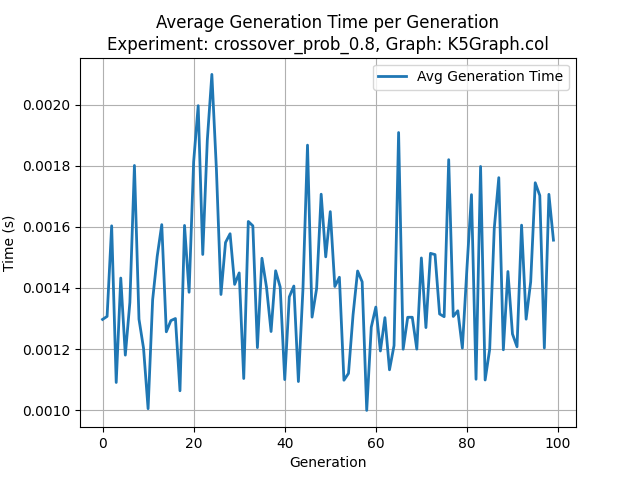 Average Generation Time per Generation
Experiment: crossover_prob_0.8, Graph: K5Graph.col
Avg Generation Time
0.0020
0.0018
0.0016
0.0014
0.0012
0.0010
Time (s)
0 20 40 60 80 100
Generation